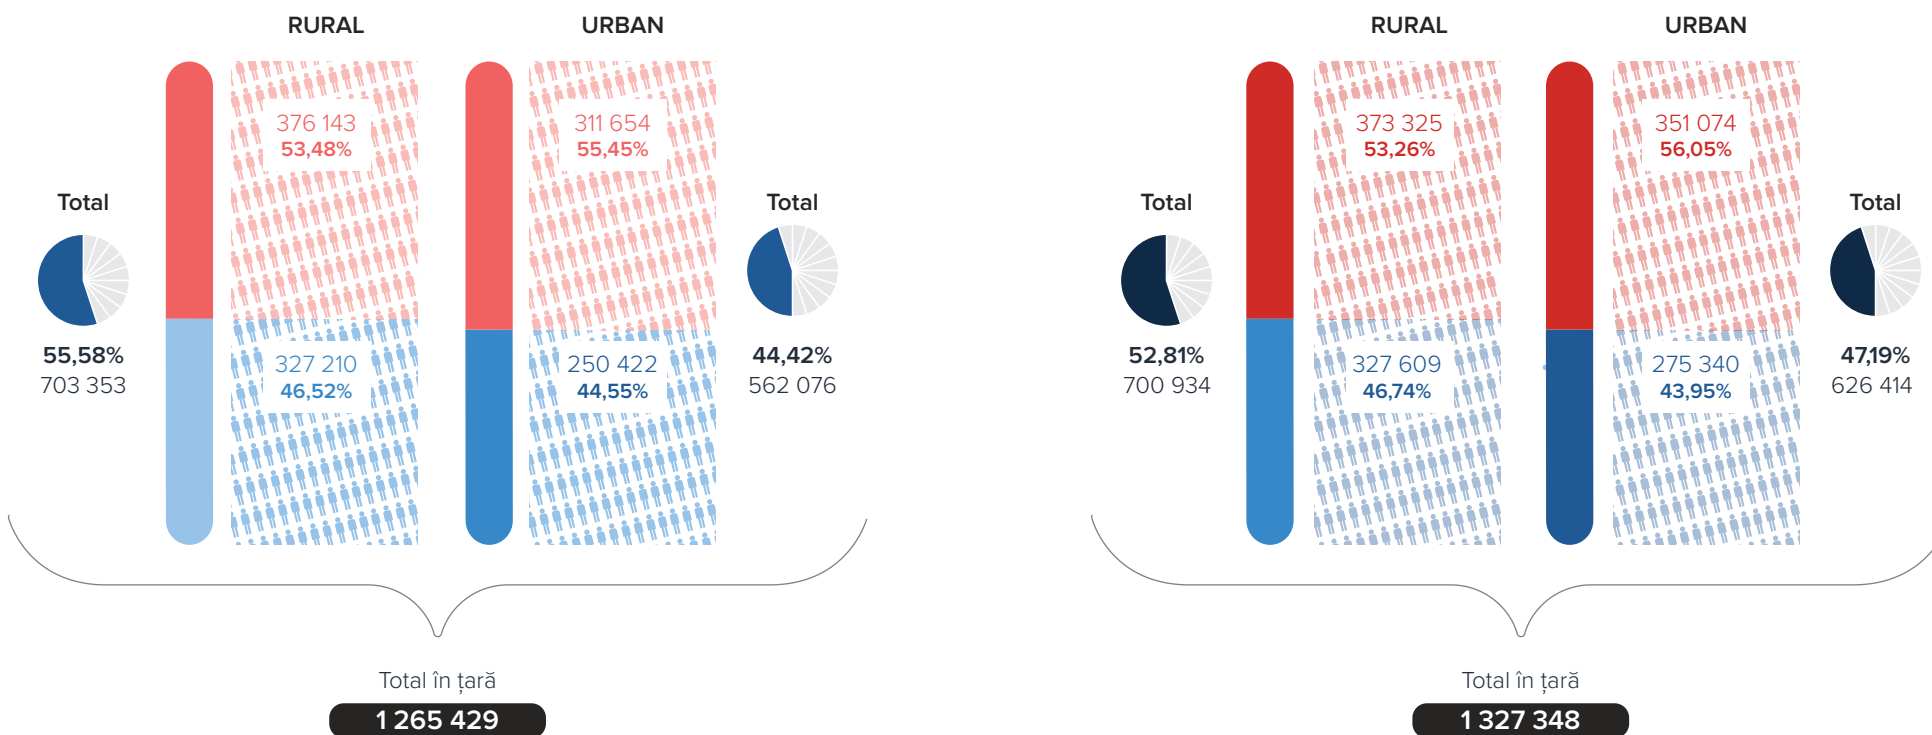 RURAL
URBAN
376 143
53,48%
311 654
55,45%
Total
55,58%
703 353
Total
44,42%
562 076
327 210
46,52%
250 422
44,55%
Total în țară
1 265 429
RURAL
URBAN
373 325
53,26%
351 074
56,05%
Total
52,81%
700 934
Total
47,19%
626 414
327 609
46,74%
275 340
43,95%
Total în țară
1 327 348